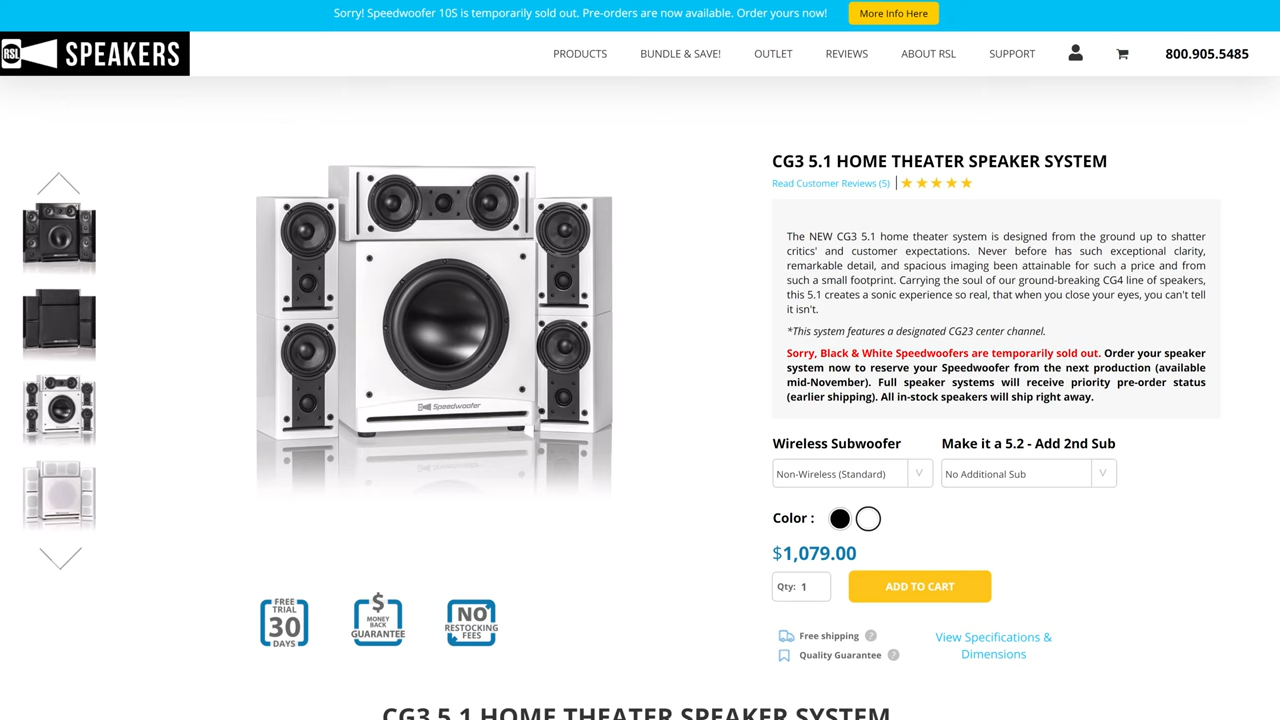 Sorry! Speedwoofer 10S is temporarily sold out. Pre-orders are now available. Order yours now!
More Info Here
RSL SPEAKERS
PRODUCTS
BUNDLE & SAVE!
OUTLET
REVIEWS
ABOUT RSL
SUPPORT
800.905.5485
CG3 5.1 HOME THEATER SPEAKER SYSTEM
Read Customer Reviews (5)
The NEW CG3 5.1 home theater system is designed from the ground up to shatter
critics' and customer expectations. Never before has such exceptional clarity,
remarkable detail, and spacious imaging been attainable for such a price and from
such a small footprint. Carrying the soul of our ground-breaking CG4 line of speakers,
this 5.1 creates a sonic experience so real, that when you close your eyes, you can't tell
it isn't.
*This system features a designated CG23 center channel.
Sorry, Black & White Speedwoofers are temporarily sold out. Order your speaker
system now to reserve your Speedwoofer from the next production (available
mid-November). Full speaker systems will receive priority pre-order status
(earlier shipping). All in-stock speakers will ship right away.
Speedwoofer
Wireless Subwoofer
Make it a 5.2 - Add 2nd Sub
Non-Wireless (Standard)
No Additional Sub
Color :
$1,079.00
Qty: 1
ADD TO CART
FREE
TRIAL
30
DAYS
$
MONEY
BACK
GUARANTEE
NO
RESTOCKING
FEES
Free shipping ?
Quality Guarantee ?
View Specifications &
Dimensions
CG3 5.1 HOME THEATER SPEAKER SYSTEM